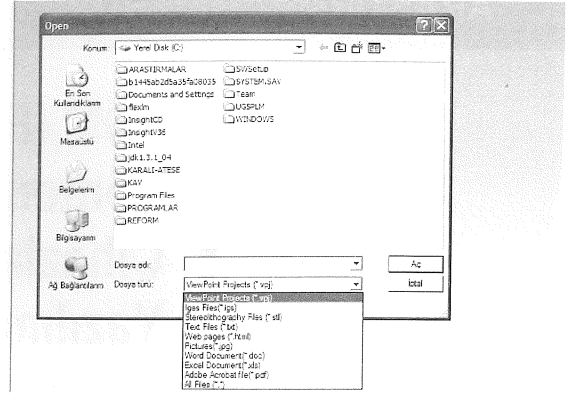 Open
Konum: Yerel Disk (C:)
ARASTIRMALAR
b1445ab2d5a35fa08035
Documents and Settings
flexlm
InsightCD
InsightV36
Intel
jdk1.3.1_04
KARALI-ATESE
KAV
Program Files
PROGRAMLAR
REFORM
SWSetup
SYSTEM.SAV
Team
UGSPLM
WINDOWS
En Son
Kullandıklarım
Masaüstü
Belgelerim
Bilgisayarım
Ağ Bağlantılarım
Dosya adı:
Aç
Dosya türü: ViewPoint Projects (*.vpj)
İptal
ViewPoint Projects (*.vpj)
Iges Files(*.igs)
Stereolithography Files (*.stl)
Text Files (*.txt)
Web pages (*.html)
Pictures(*.jpg)
Word Document(*.doc)
Excel Document(*.xls)
Adobe Acrobat file(*.pdf)
All Files (*.*)